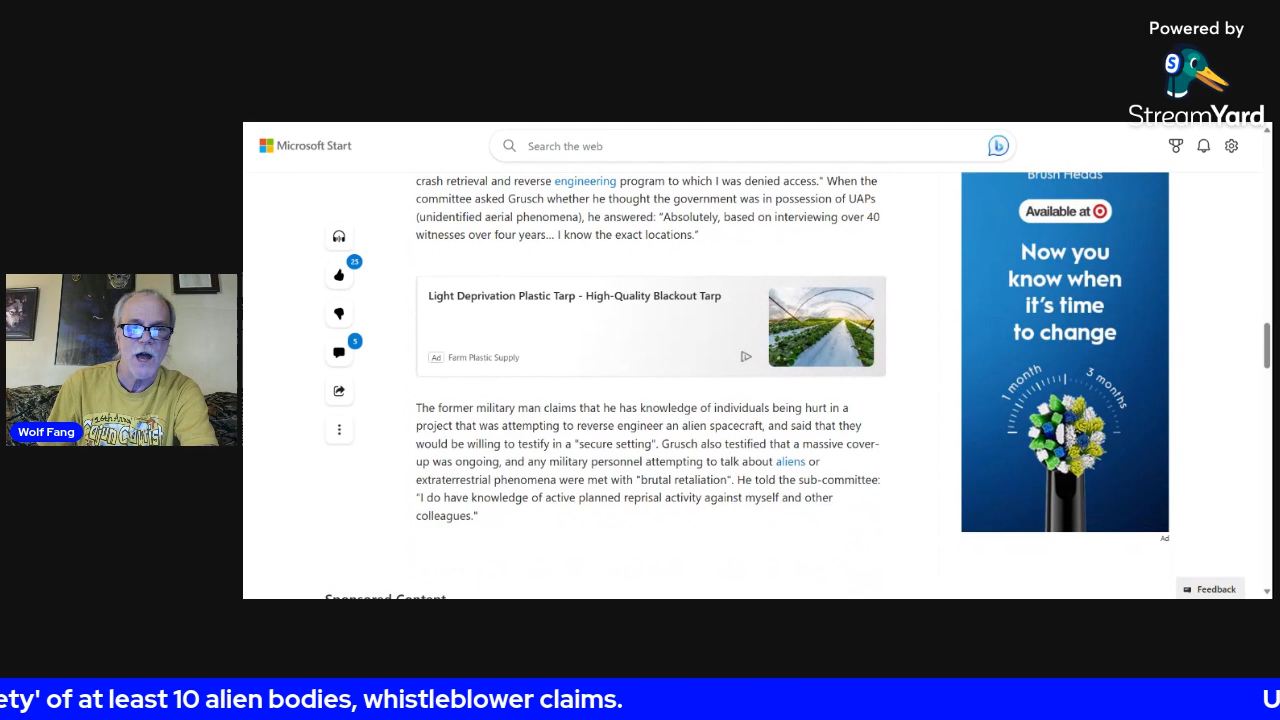 Powered by
S
StreamYard
Microsoft Start
Search the web
b
crash retrieval and reverse engineering program to which I was denied access." When the
committee asked Grusch whether he thought the government was in possession of UAPs
(unidentified aerial phenomena), he answered: “Absolutely, based on interviewing over 40
witnesses over four years… I know the exact locations.”
25
5
Light Deprivation Plastic Tarp - High-Quality Blackout Tarp
Ad Farm Plastic Supply
The former military man claims that he has knowledge of individuals being hurt in a
project that was attempting to reverse engineer an alien spacecraft, and said that they
would be willing to testify in a "secure setting". Grusch also testified that a massive cover-
up was ongoing, and any military personnel attempting to talk about aliens or
extraterrestrial phenomena were met with "brutal retaliation". He told the sub-committee:
“I do have knowledge of active planned reprisal activity against myself and other
colleagues."
Sponsored Content
Brush Heads
Available at
Now you
know when
it’s time
to change
1 month
3 months
Ad
Feedback
Wolf Fang
ety' of at least 10 alien bodies, whistleblower claims.
U